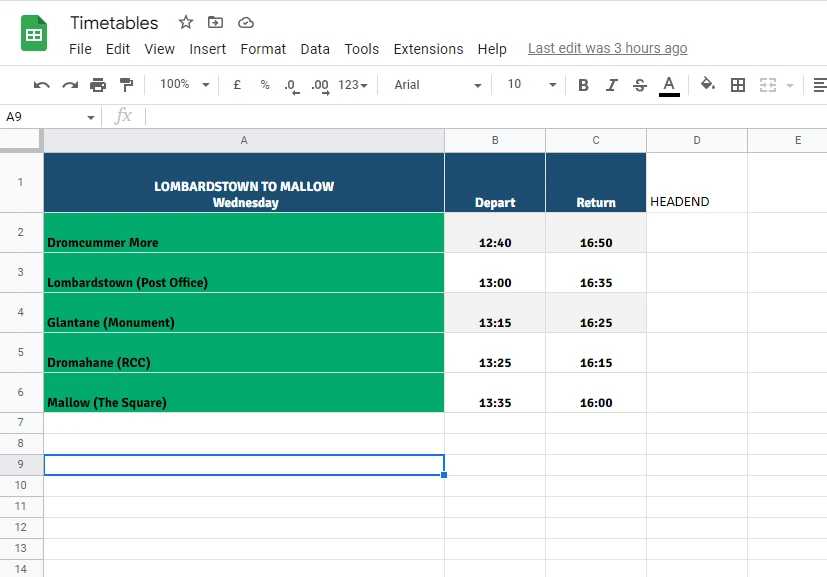 Timetables
File Edit View Insert Format Data Tools Extensions Help Last edit was 3 hours ago
100% £ % .0 .00 123 Arial 10 B I S A
A9 fx
A B C D E
1 LOMBARDSTOWN TO MALLOW
Wednesday Depart Return HEADEND
2 Dromcummer More 12:40 16:50
3 Lombardstown (Post Office) 13:00 16:35
4 Glantane (Monument) 13:15 16:25
5 Dromahane (RCC) 13:25 16:15
6 Mallow (The Square) 13:35 16:00
7
8
9
10
11
12
13
14